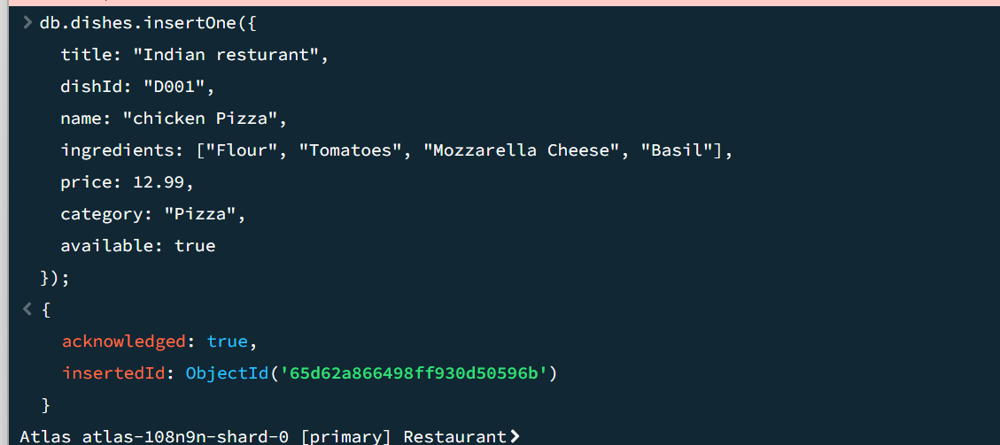 > db.dishes.insertOne({
title: "Indian resturant",
dishId: "D001",
name: "chicken Pizza",
ingredients: ["Flour", "Tomatoes", "Mozzarella Cheese", "Basil"],
price: 12.99,
category: "Pizza",
available: true
});
< {
acknowledged: true,
insertedId: ObjectId('65d62a866498ff930d50596b')
}
Atlas atlas-108n9n-shard-0 [primary] Restaurant>